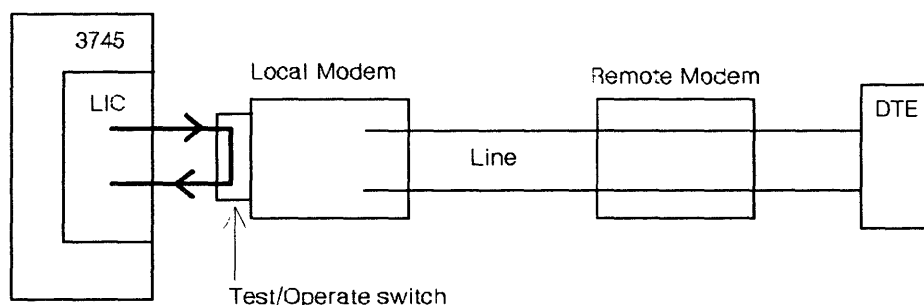 3745
Local Modem
Remote Modem
LIC
DTE
Line
Test/Operate switch